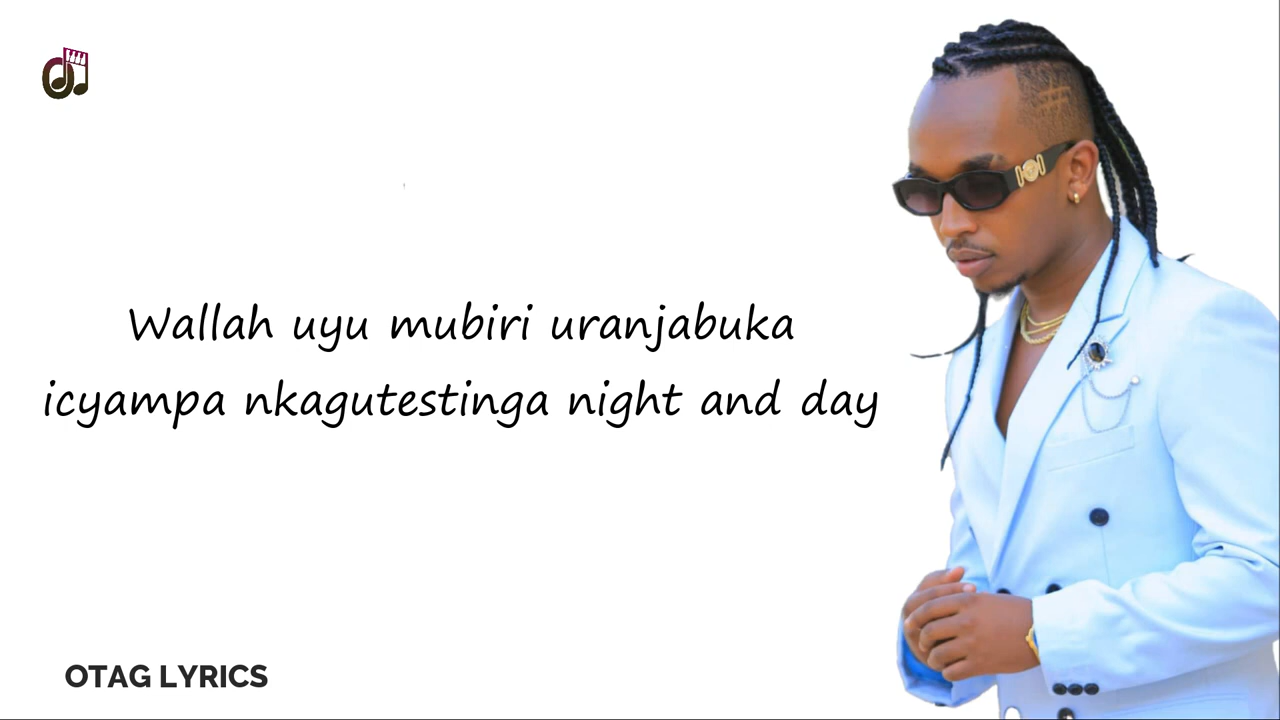 Wallah uyu mubiri uranjabuka
icyampa nkagutestinga night and day
OTAG LYRICS